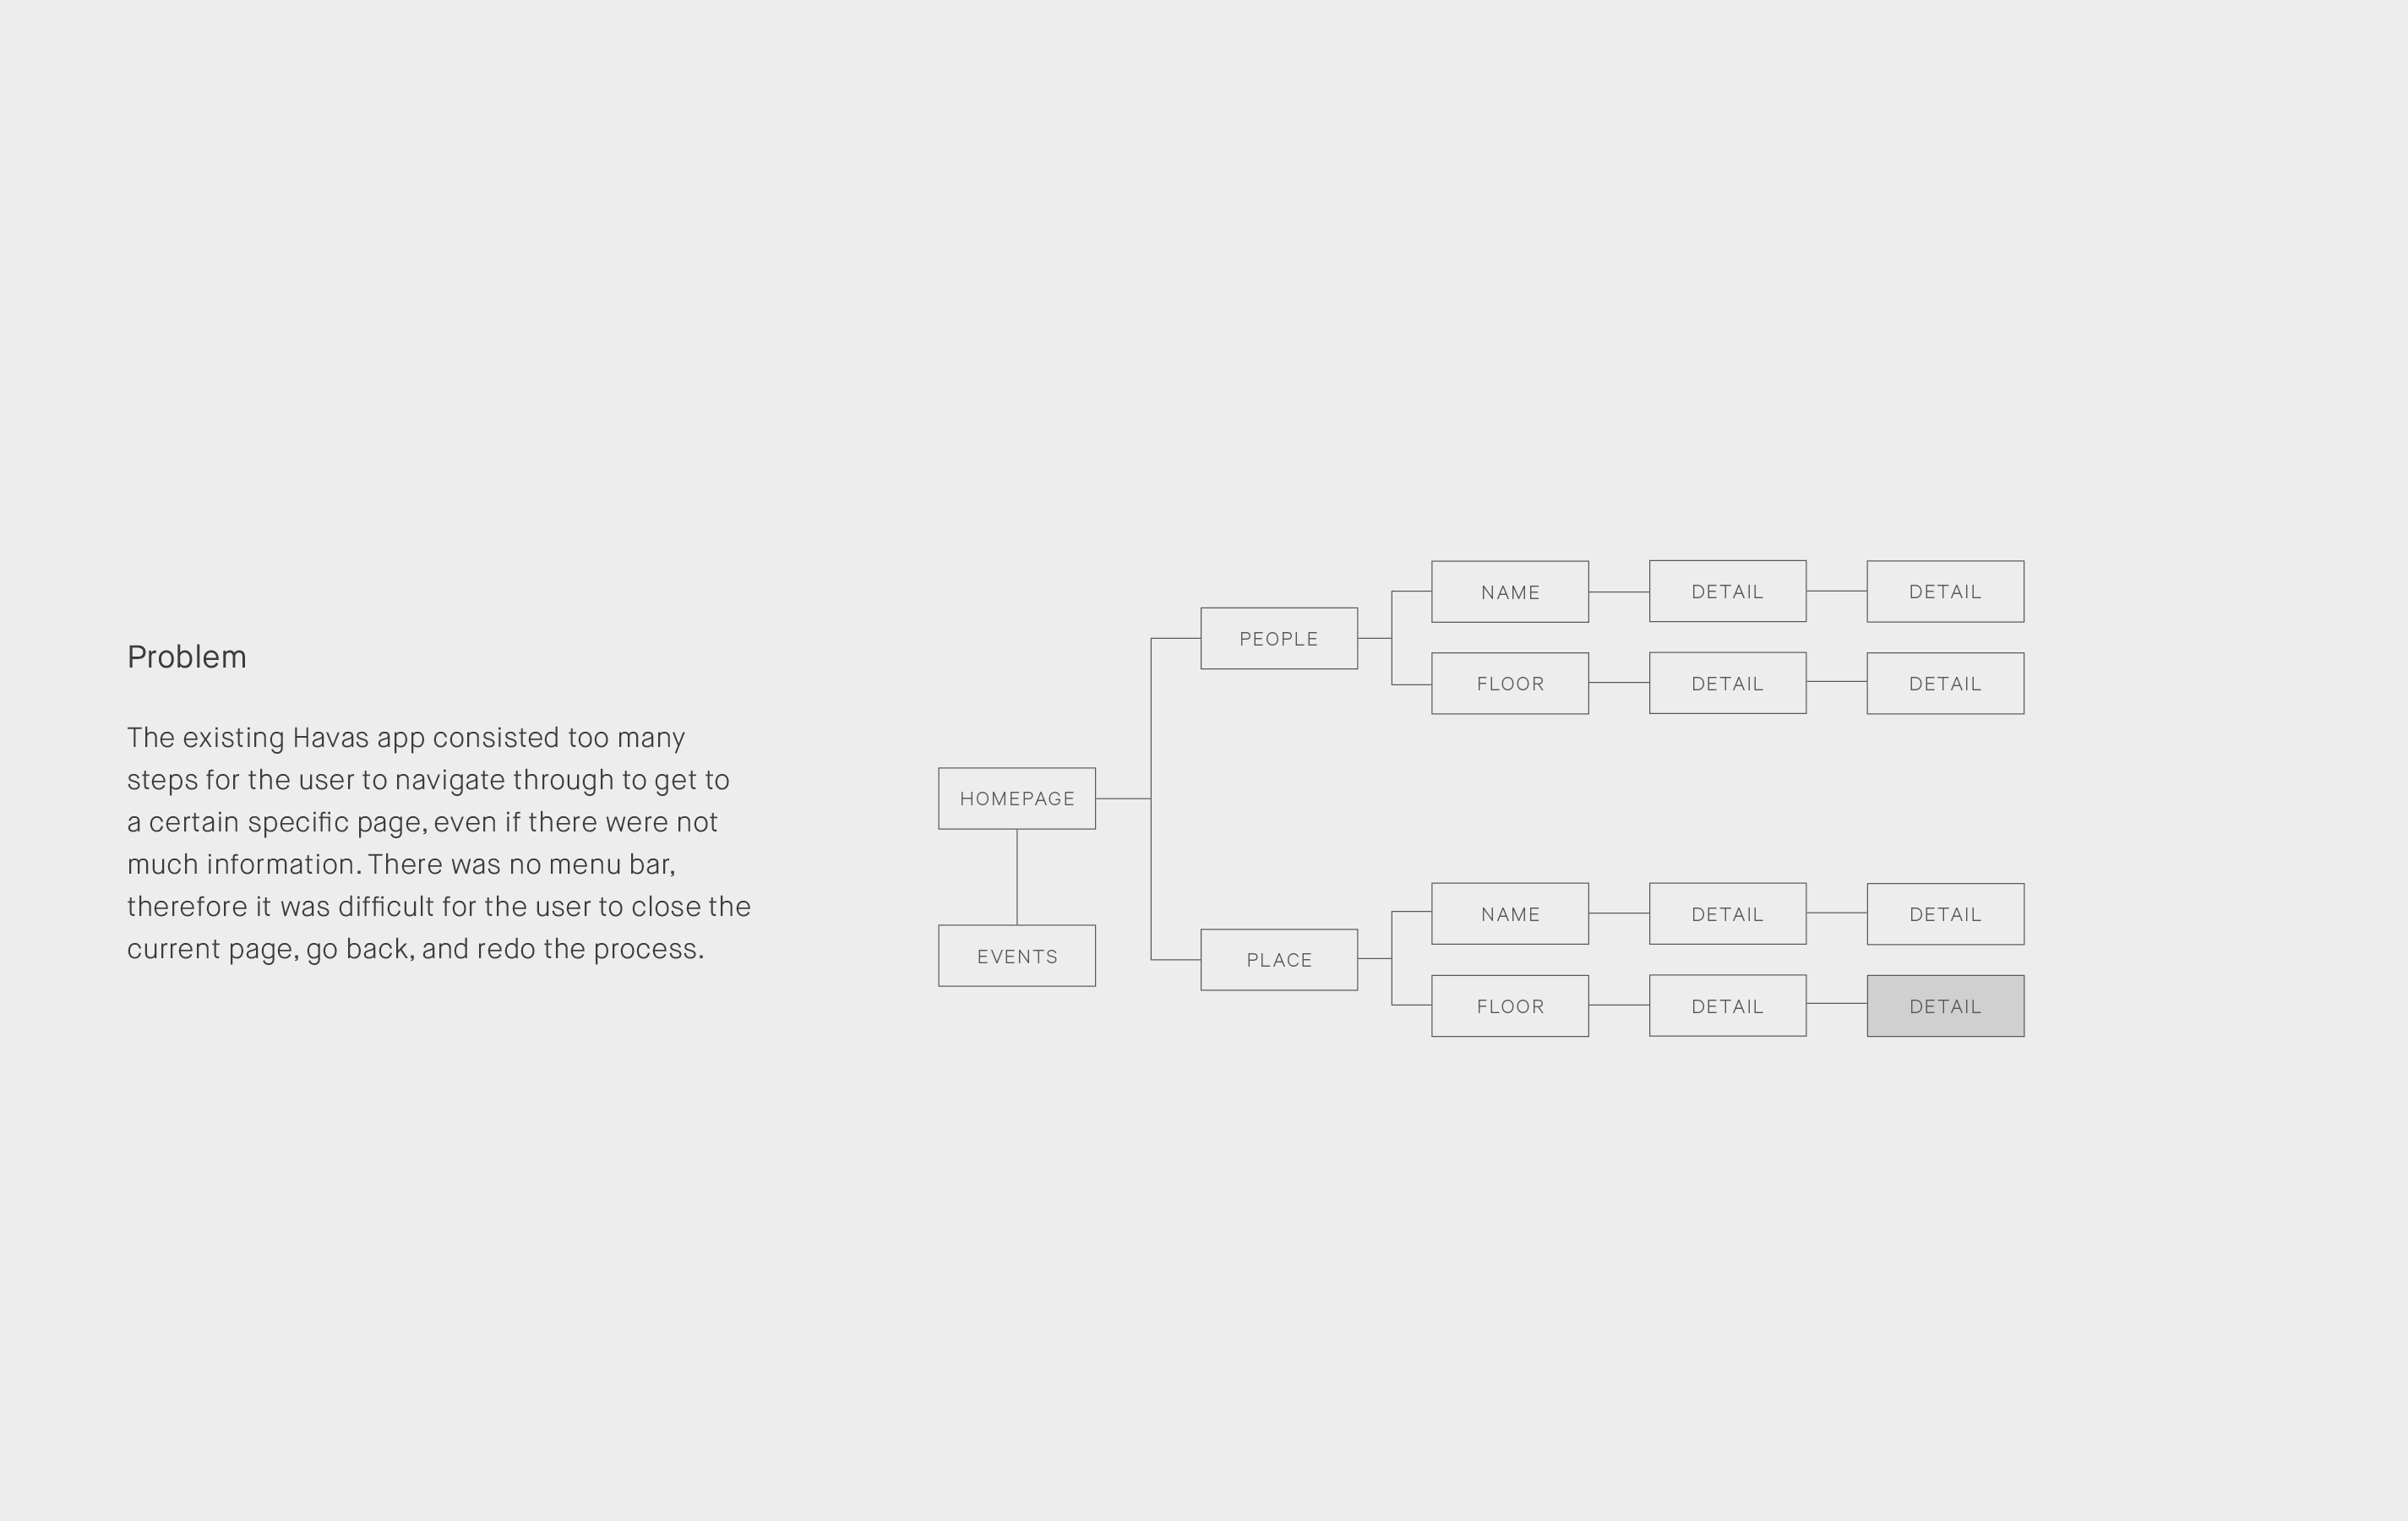 Problem
The existing Havas app consisted too many
steps for the user to navigate through to get to
a certain specific page, even if there were not
much information. There was no menu bar,
therefore it was difficult for the user to close the
current page, go back, and redo the process.
HOMEPAGE
EVENTS
PEOPLE
NAME
DETAIL
DETAIL
FLOOR
DETAIL
DETAIL
PLACE
NAME
DETAIL
DETAIL
FLOOR
DETAIL
DETAIL